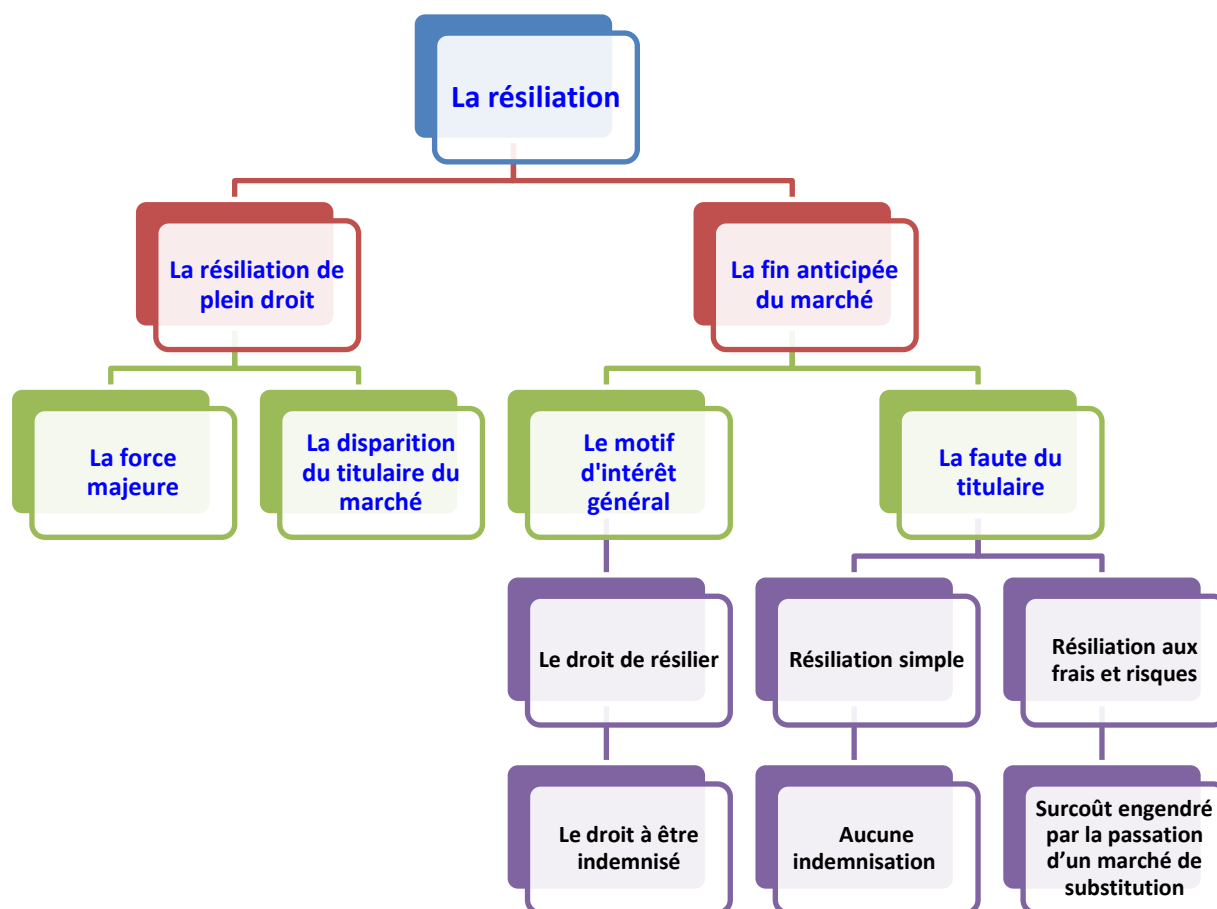 La résiliation
La résiliation de
plein droit
La fin anticipée
du marché
La force
majeure
La disparition
du titulaire du
marché
Le motif
d'intérêt
général
La faute du
titulaire
Le droit de résilier
Résiliation simple
Résiliation aux
frais et risques
Le droit à être
indemnisé
Aucune
indemnisation
Surcoût engendré
par la passation
d’un marché de
substitution